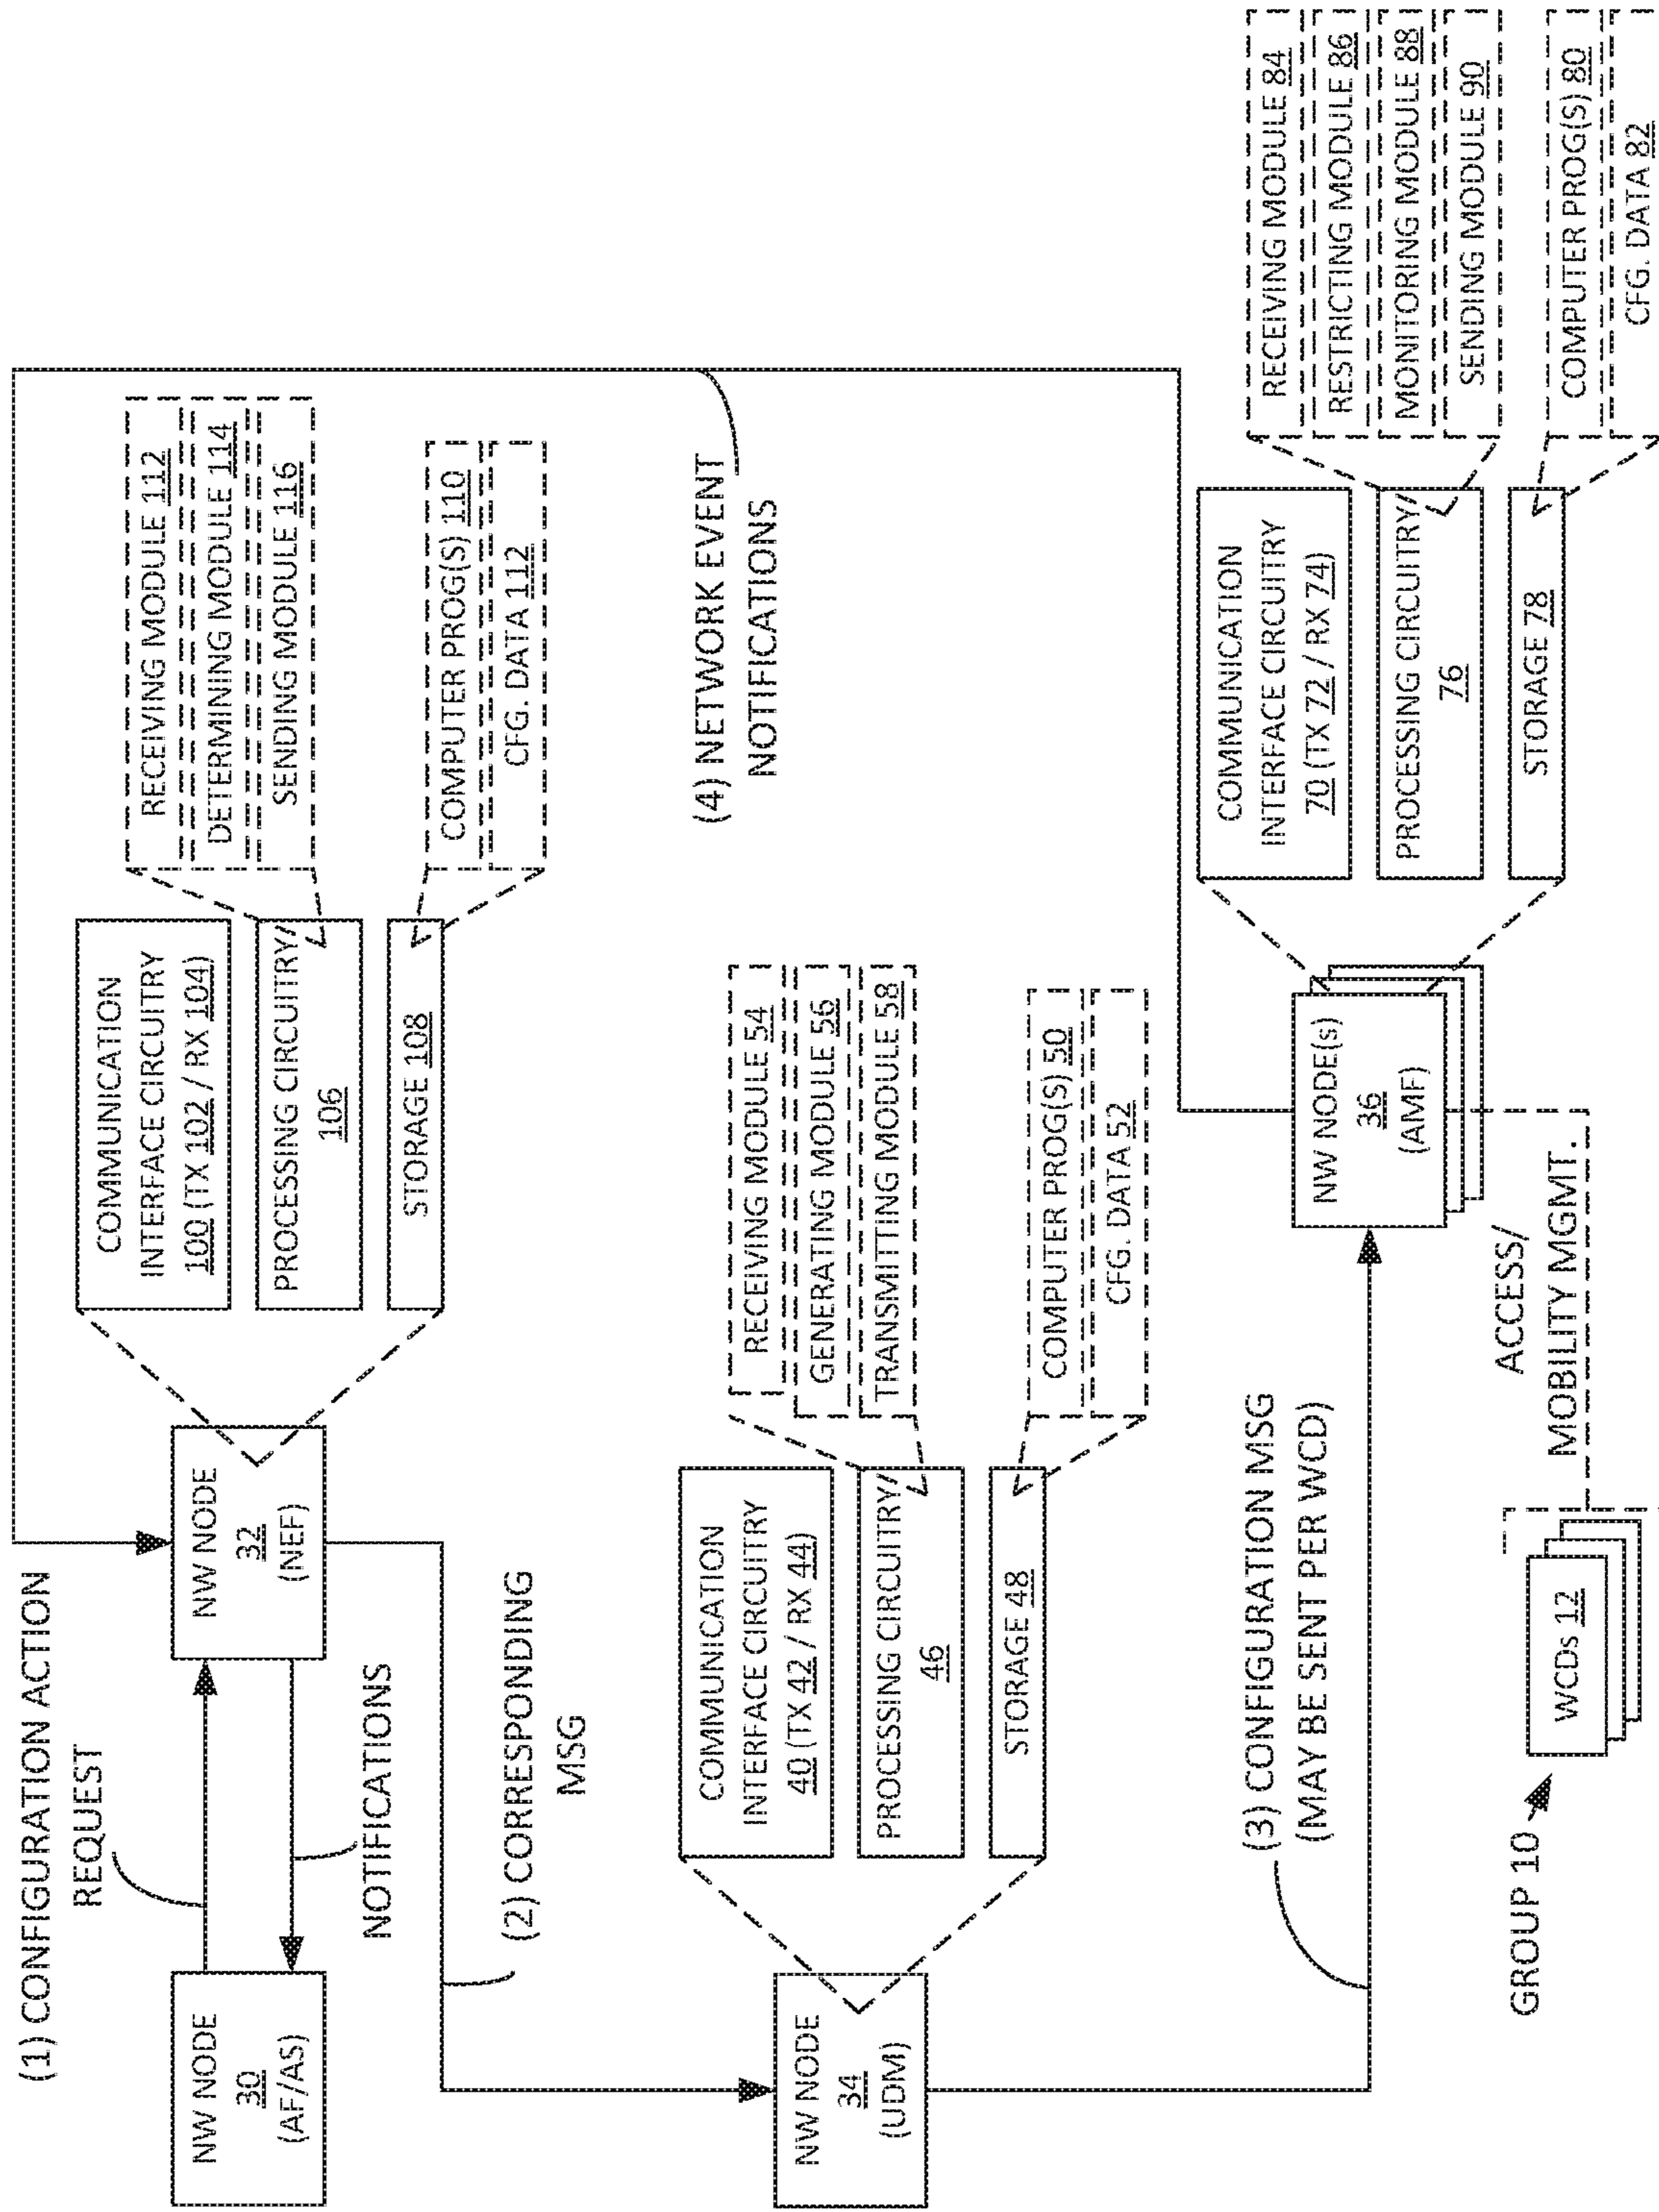 (1) CONFIGURATION ACTION
REQUEST
NW NODE
30
(AF/AS)
NOTIFICATIONS
NW NODE
32
(NEF)
COMMUNICATION
INTERFACE CIRCUITRY
100 (TX 102 / RX 104)
PROCESSING CIRCUITRY
106
STORAGE 108
RECEIVING MODULE 112
DETERMINING MODULE 114
SENDING MODULE 116
COMPUTER PROG(S) 110
CFG. DATA 112
(2) CORRESPONDING
MSG
(4) NETWORK EVENT
NOTIFICATIONS
NW NODE
34
(UDM)
COMMUNICATION
INTERFACE CIRCUITRY
40 (TX 42 / RX 44)
PROCESSING CIRCUITRY
46
STORAGE 48
RECEIVING MODULE 54
GENERATING MODULE 56
TRANSMITTING MODULE 58
COMPUTER PROG(S) 50
CFG. DATA 52
(3) CONFIGURATION MSG
(MAY BE SENT PER WCD)
NW NODE(s)
36
(AMF)
COMMUNICATION
INTERFACE CIRCUITRY
70 (TX 72 / RX 74)
PROCESSING CIRCUITRY
76
STORAGE 78
RECEIVING MODULE 84
RESTRICTING MODULE 86
MONITORING MODULE 88
SENDING MODULE 90
COMPUTER PROG(S) 80
CFG. DATA 82
GROUP 10
WCDs 12
ACCESS/
MOBILITY MGMT.